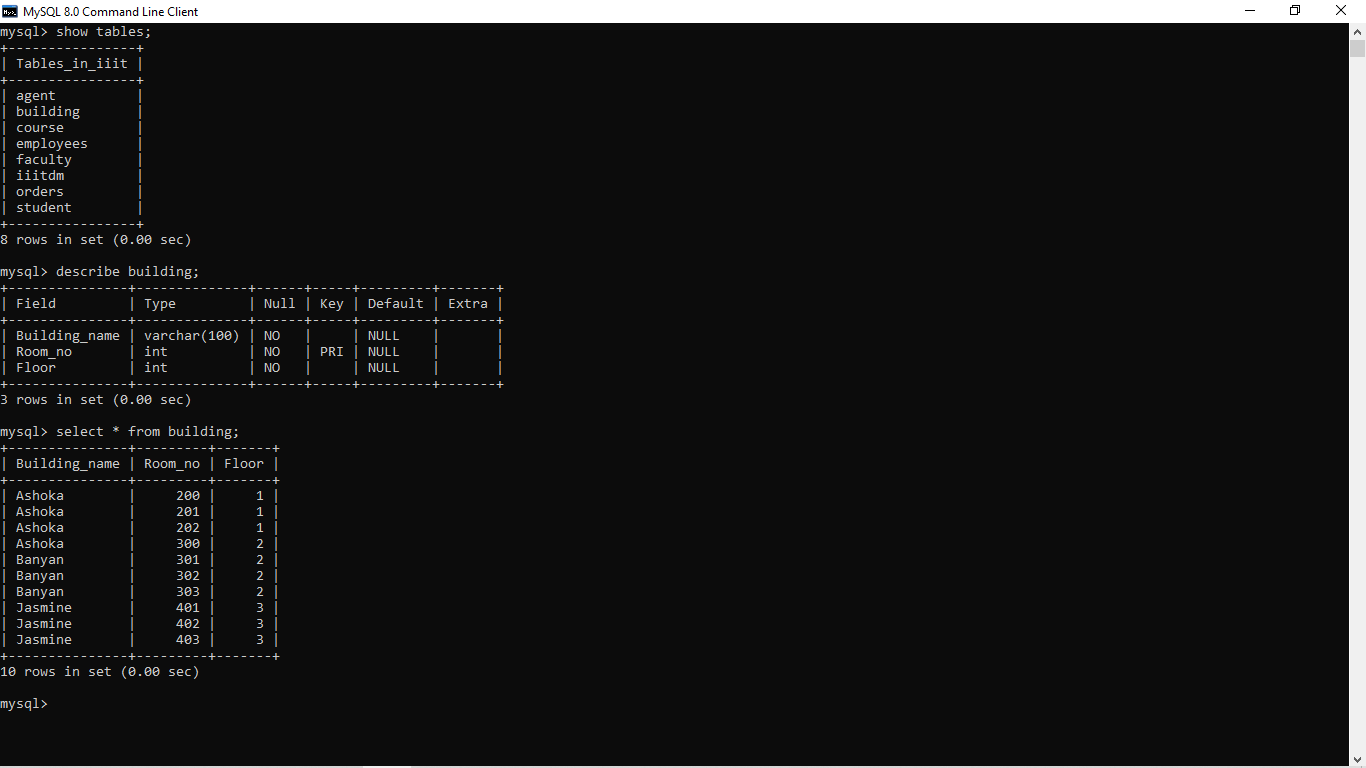 MySQL 8.0 Command Line Client
mysql> show tables;
+----------------+
| Tables_in_iiit |
+----------------+
| agent          |
| building       |
| course         |
| employees      |
| faculty        |
| iiitdm         |
| orders         |
| student        |
+----------------+
8 rows in set (0.00 sec)

mysql> describe building;
+---------------+--------------+------+-----+---------+-------+
| Field         | Type         | Null | Key | Default | Extra |
+---------------+--------------+------+-----+---------+-------+
| Building_name | varchar(100) | NO   |     | NULL    |       |
| Room_no       | int          | NO   | PRI | NULL    |       |
| Floor         | int          | NO   |     | NULL    |       |
+---------------+--------------+------+-----+---------+-------+
3 rows in set (0.00 sec)

mysql> select * from building;
+---------------+---------+-------+
| Building_name | Room_no | Floor |
+---------------+---------+-------+
| Ashoka        |     200 |     1 |
| Ashoka        |     201 |     1 |
| Ashoka        |     202 |     1 |
| Ashoka        |     300 |     2 |
| Banyan        |     301 |     2 |
| Banyan        |     302 |     2 |
| Banyan        |     303 |     2 |
| Jasmine       |     401 |     3 |
| Jasmine       |     402 |     3 |
| Jasmine       |     403 |     3 |
+---------------+---------+-------+
10 rows in set (0.00 sec)

mysql>